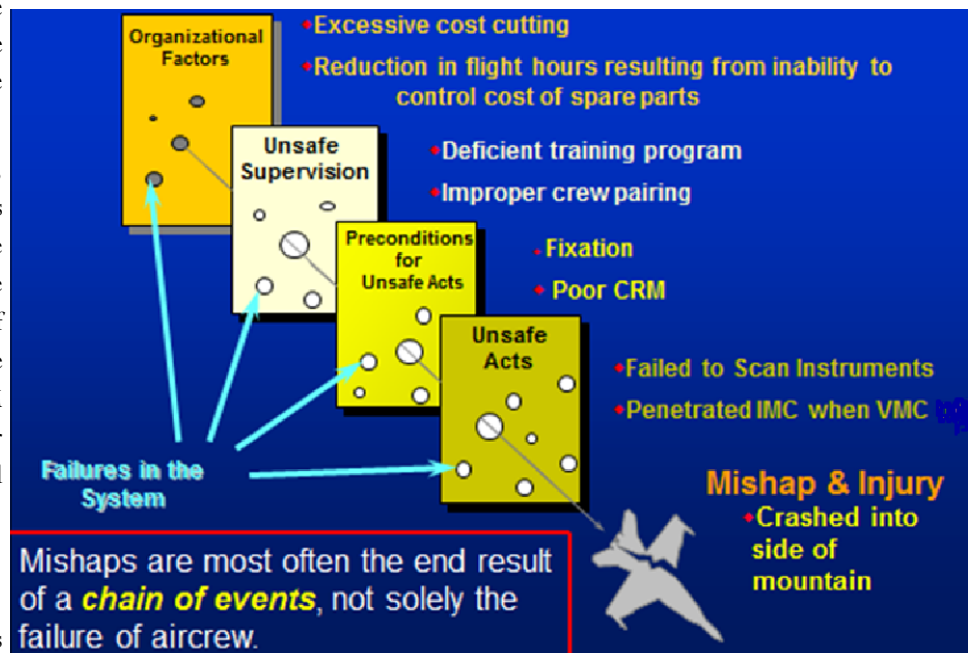 Organizational
Factors
◆Excessive cost cutting
◆Reduction in flight hours resulting from inability to
control cost of spare parts
Unsafe
Supervision
◆Deficient training program
◆Improper crew pairing
Preconditions
for
Unsafe Acts
◆Fixation
◆Poor CRM
Unsafe
Acts
◆Failed to Scan Instruments
◆Penetrated IMC when VMC
Failures in the
System
Mishap & Injury
◆Crashed into
side of
mountain
Mishaps are most often the end result
of a chain of events, not solely the
failure of aircrew.